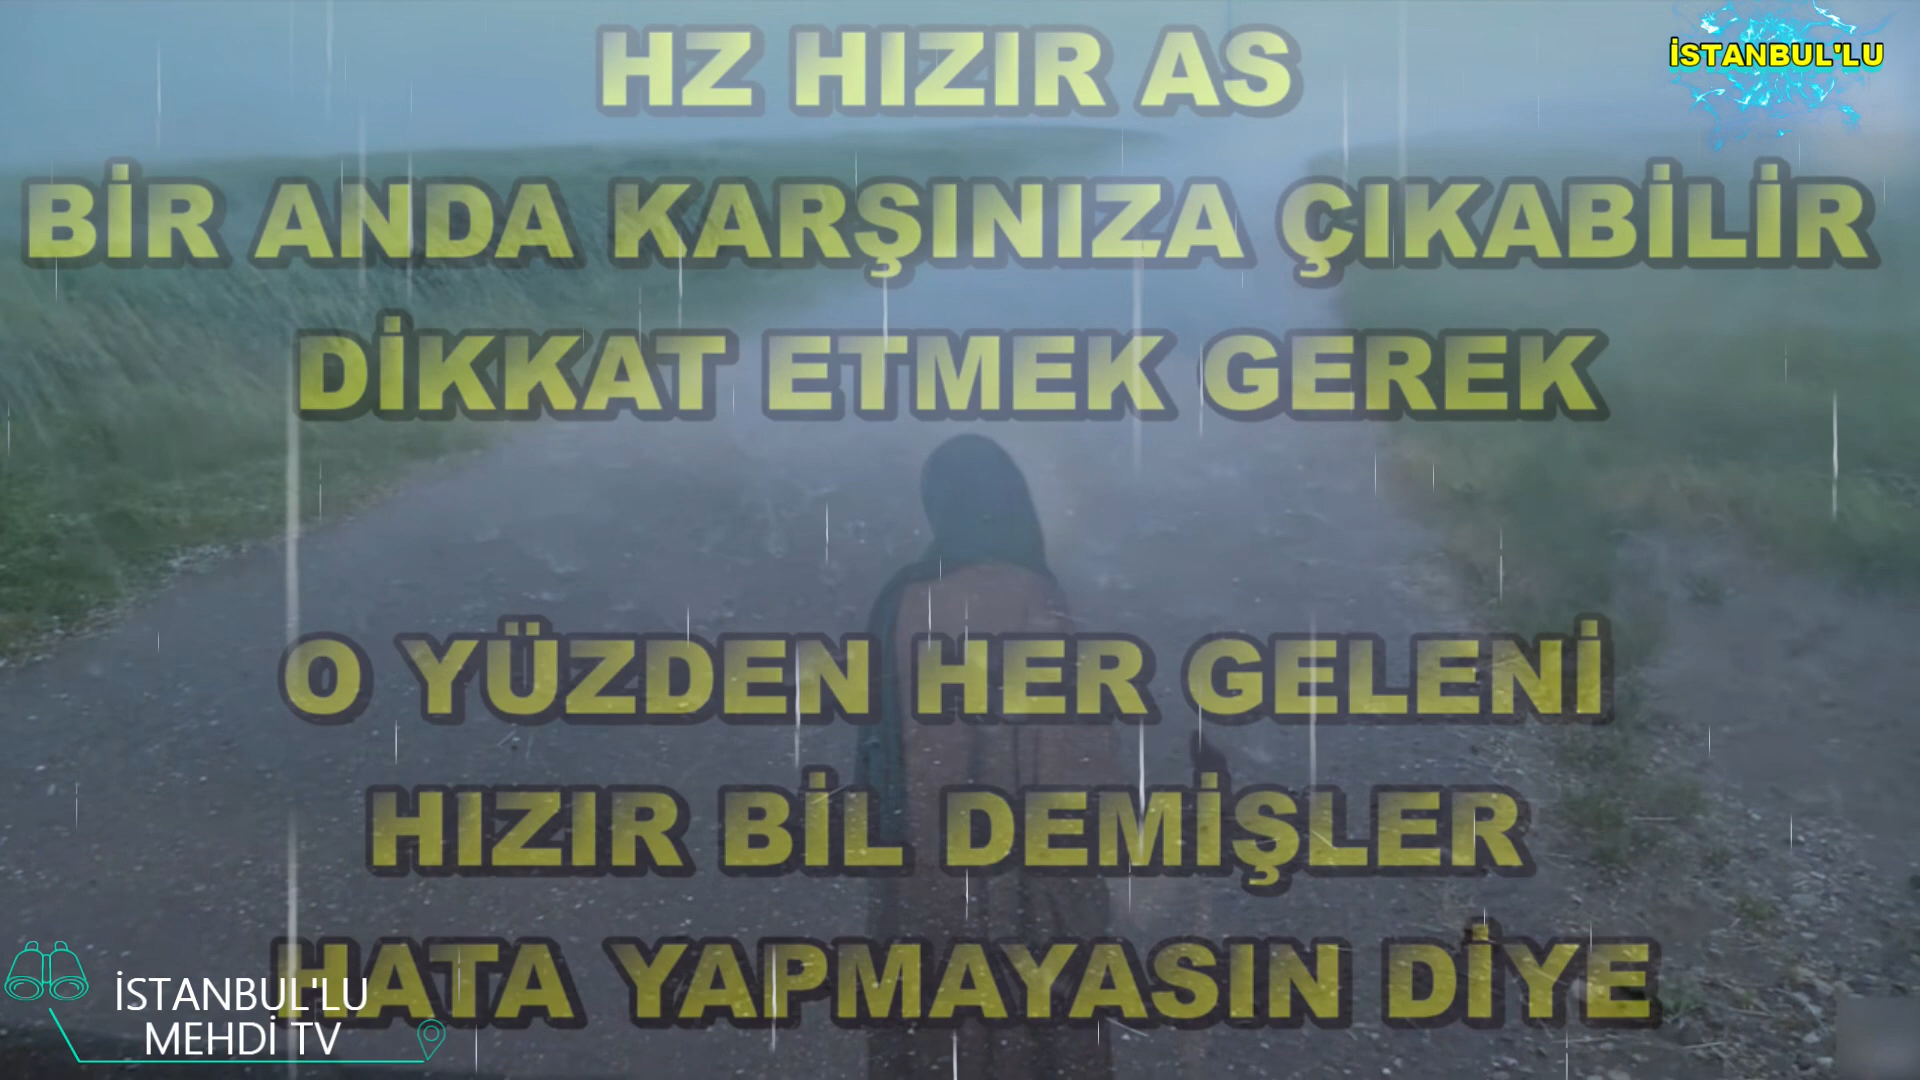 HZ HIZIR AS
İSTANBUL'LU
BİR ANDA KARŞINIZA ÇIKABİLİR
DİKKAT ETMEK GEREK
O YÜZDEN HER GELENİ
HIZIR BİL DEMİŞLER
HATA YAPMAYASIN DİYE
İSTANBUL'LU
MEHDİ TV